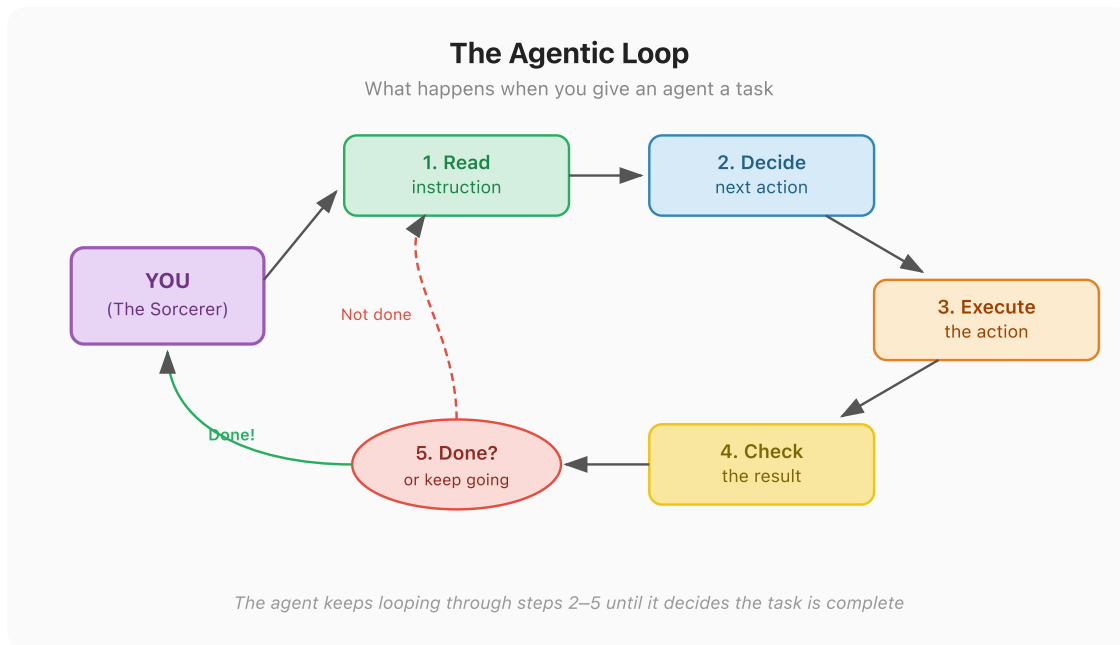 The Agentic Loop
What happens when you give an agent a task
1. Read
instruction
2. Decide
next action
YOU
(The Sorcerer)
3. Execute
the action
Not done
Done!
5. Done?
or keep going
4. Check
the result
The agent keeps looping through steps 2–5 until it decides the task is complete